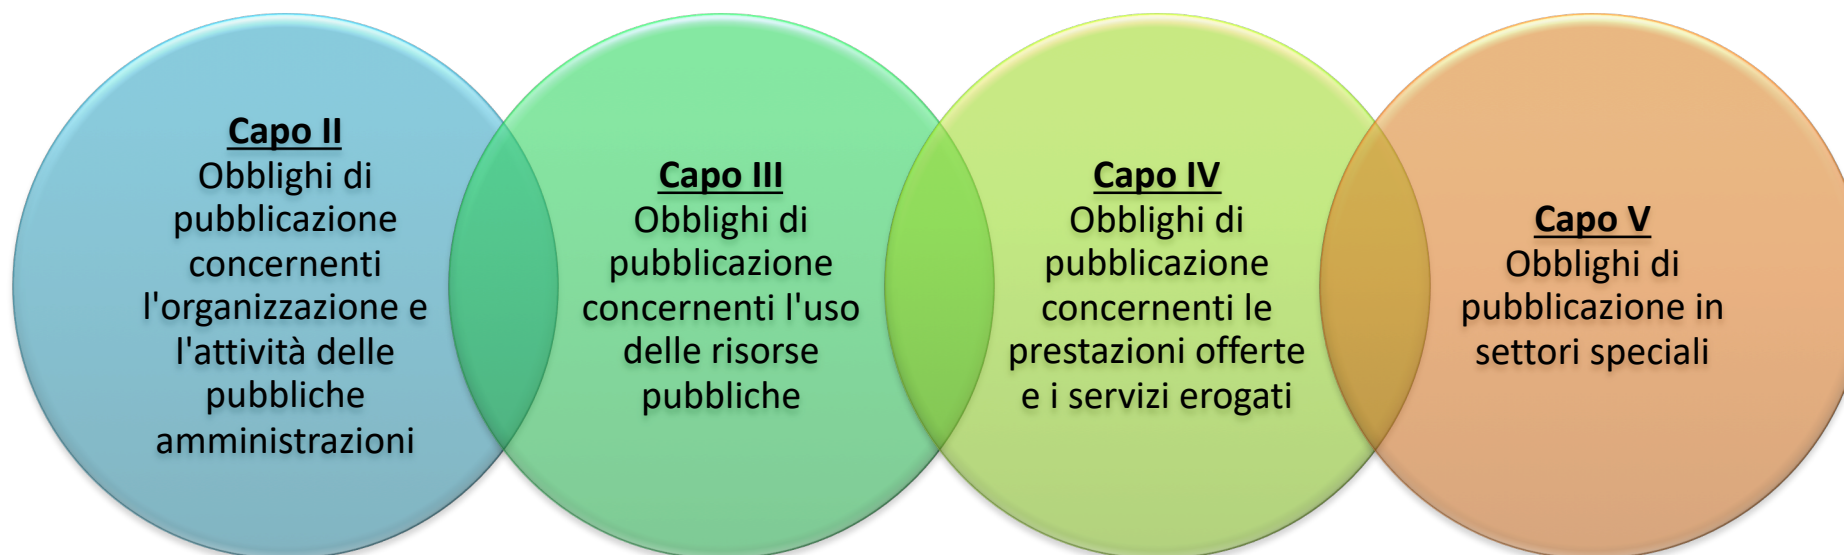 Capo II
Obblighi di
pubblicazione
concernenti
l'organizzazione e
l'attività delle
pubbliche
amministrazioni
Capo III
Obblighi di
pubblicazione
concernenti l'uso
delle risorse
pubbliche
Capo IV
Obblighi di
pubblicazione
concernenti le
prestazioni offerte
e i servizi erogati
Capo V
Obblighi di
pubblicazione in
settori speciali